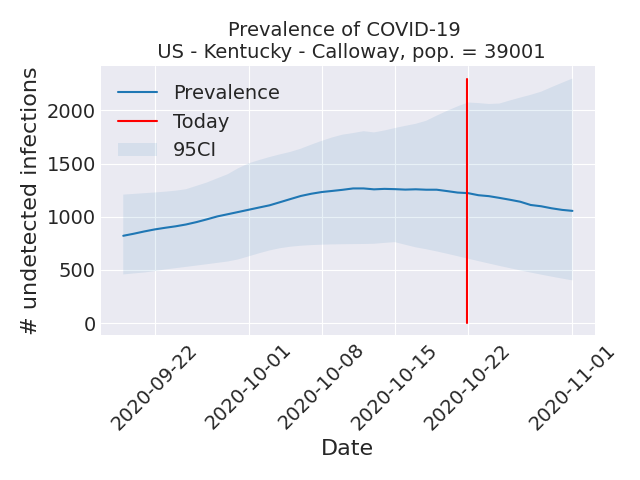 Prevalence of COVID-19
US - Kentucky - Calloway, pop. = 39001
# undetected infections
2000
1500
1000
500
0
Prevalence
Today
95CI
2020-09-22
2020-10-01
2020-10-08
2020-10-15
2020-10-22
2020-11-01
Date